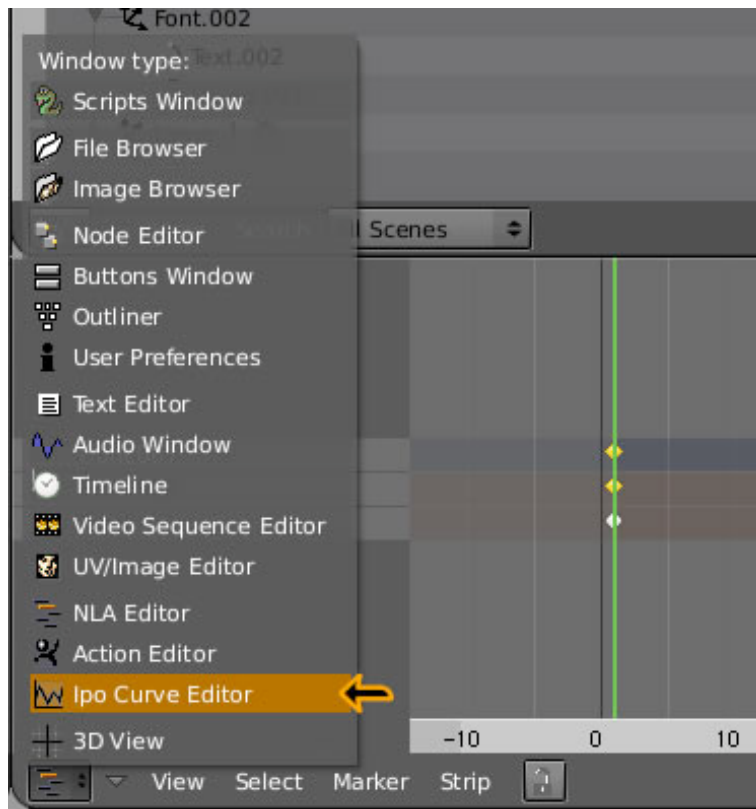 Font.002
Window type:
Text.002
Scripts Window
File Browser
Image Browser
Node Editor
Scenes
Buttons Window
Outliner
User Preferences
Text Editor
Audio Window
Timeline
Video Sequence Editor
UV/Image Editor
NLA Editor
Action Editor
Ipo Curve Editor
3D View
-10 0 10
View Select Marker Strip